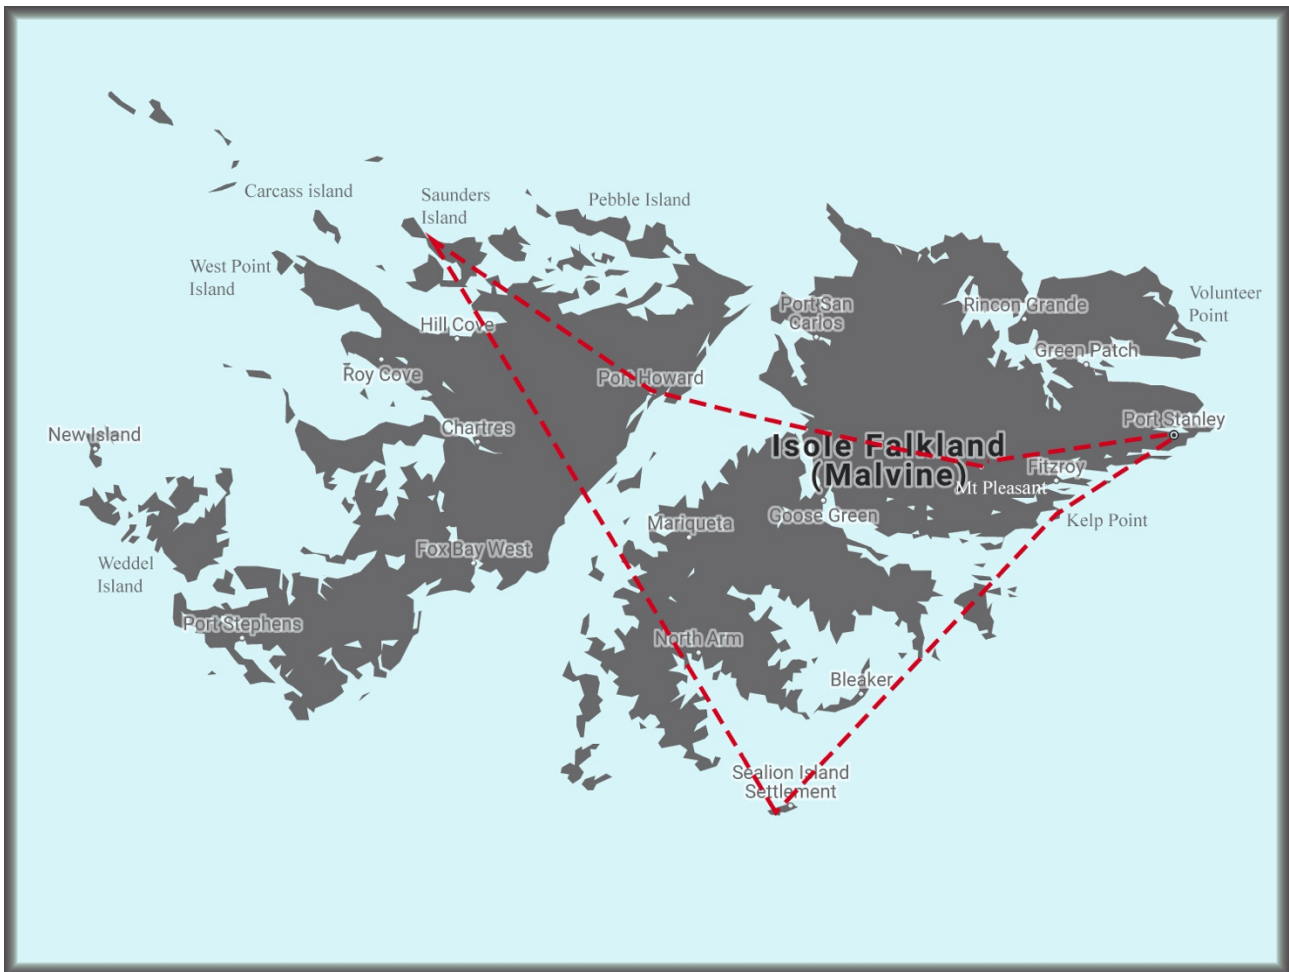 Carcass island
Saunders
Island
Pebble Island
West Point
Island
Volunteer
Point
Port San
Carlos
Rincon Grande
Hill Cove
Green Patch
Roy Cove
Port Howard
Port Stanley
Chartres
New Island
Isole Falkland
(Malvine)
Fitzroy
Mt Pleasant
Goose Green
Kelp Point
Mariqueta
Fox Bay West
Weddel
Island
Port Stephens
North Arm
Bleaker
Sealion Island
Settlement